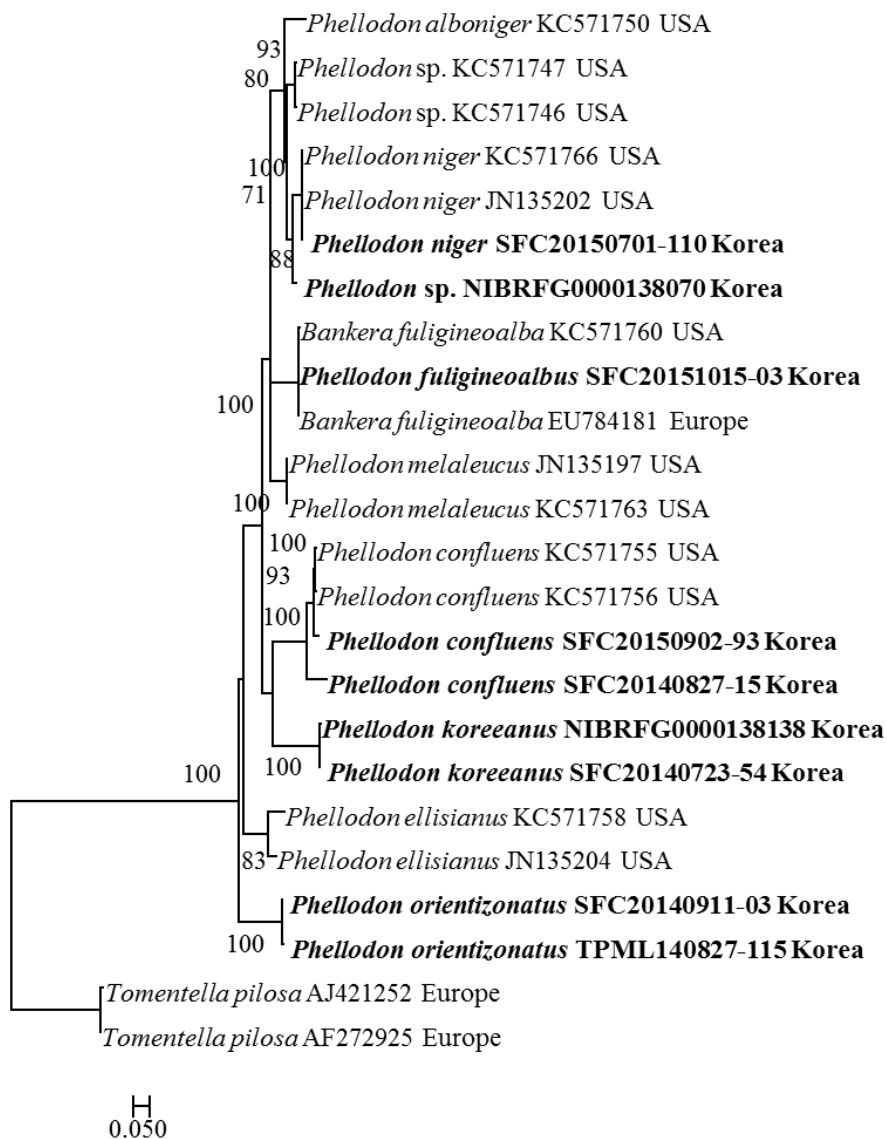 Phellodon alboniger KC571750 USA
93
Phellodon sp. KC571747 USA
80
Phellodon sp. KC571746 USA
Phellodon niger KC571766 USA
100
71
Phellodon niger JN135202 USA
Phellodon niger SFC20150701-110 Korea
88
Phellodon sp. NIBRFG0000138070 Korea
Bankera fuligineoalba KC571760 USA
Phellodon fuligineoalbus SFC20151015-03 Korea
100
Bankera fuligineoalba EU784181 Europe
Phellodon melaleucus JN135197 USA
100
Phellodon melaleucus KC571763 USA
100
Phellodon confluens KC571755 USA
93
Phellodon confluens KC571756 USA
100
Phellodon confluens SFC20150902-93 Korea
Phellodon confluens SFC20140827-15 Korea
Phellodon koreeanus NIBRFG0000138138 Korea
100
100
Phellodon koreeanus SFC20140723-54 Korea
Phellodon ellisianus KC571758 USA
83
Phellodon ellisianus JN135204 USA
Phellodon orientizonatus SFC20140911-03 Korea
100
Phellodon orientizonatus TPML140827-115 Korea
Tomentella pilosa AJ421252 Europe
Tomentella pilosa AF272925 Europe
0.050